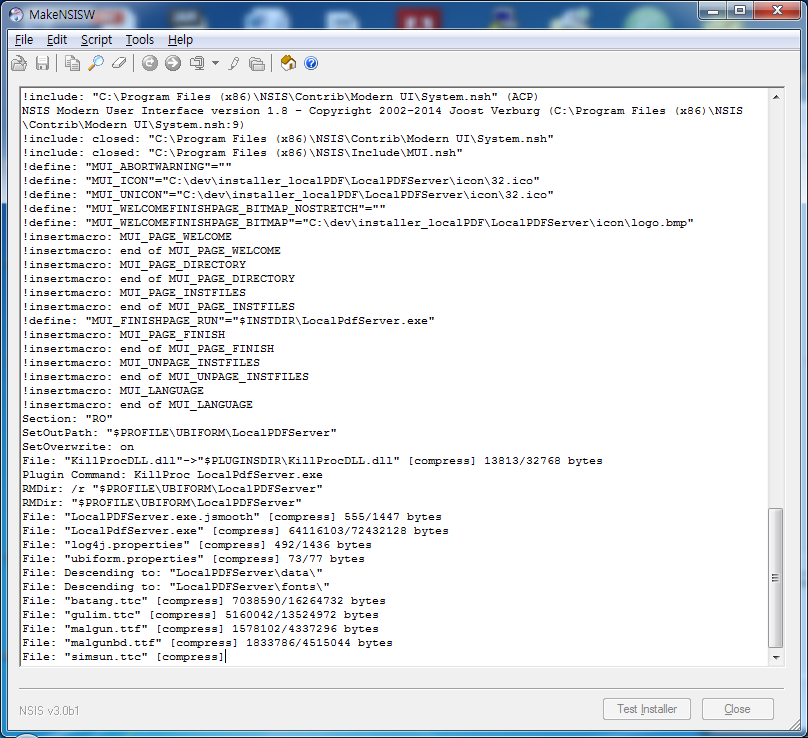 MakeNSISW
File Edit Script Tools Help
!include: "C:\Program Files (x86)\NSIS\Contrib\Modern UI\System.nsh" (ACP)
NSIS Modern User Interface version 1.8 - Copyright 2002-2014 Joost Verburg (C:\Program Files (x86)\NSIS
\Contrib\Modern UI\System.nsh:9)
!include: closed: "C:\Program Files (x86)\NSIS\Contrib\Modern UI\System.nsh"
!include: closed: "C:\Program Files (x86)\NSIS\Include\MUI.nsh"
!define: "MUI_ABORTWARNING"=""
!define: "MUI_ICON"="C:\dev\installer_localPDF\LocalPDFServer\icon\32.ico"
!define: "MUI_UNICON"="C:\dev\installer_localPDF\LocalPDFServer\icon\32.ico"
!define: "MUI_WELCOMEFINISHPAGE_BITMAP_NOSTRETCH"=""
!define: "MUI_WELCOMEFINISHPAGE_BITMAP"="C:\dev\installer_localPDF\LocalPDFServer\icon\logo.bmp"
!insertmacro: MUI_PAGE_WELCOME
!insertmacro: end of MUI_PAGE_WELCOME
!insertmacro: MUI_PAGE_DIRECTORY
!insertmacro: end of MUI_PAGE_DIRECTORY
!insertmacro: MUI_PAGE_INSTFILES
!insertmacro: end of MUI_PAGE_INSTFILES
!define: "MUI_FINISHPAGE_RUN"="$INSTDIR\LocalPdfServer.exe"
!insertmacro: MUI_PAGE_FINISH
!insertmacro: end of MUI_PAGE_FINISH
!insertmacro: MUI_UNPAGE_INSTFILES
!insertmacro: end of MUI_UNPAGE_INSTFILES
!insertmacro: MUI_LANGUAGE
!insertmacro: end of MUI_LANGUAGE
Section: "RO"
SetOutPath: "$PROFILE\UBIFORM\LocalPDFServer"
SetOverwrite: on
File: "KillProcDLL.dll"->"$PLUGINSDIR\KillProcDLL.dll" [compress] 13813/32768 bytes
Plugin Command: KillProc LocalPdfServer.exe
RMDir: /r "$PROFILE\UBIFORM\LocalPDFServer"
RMDir: "$PROFILE\UBIFORM\LocalPDFServer"
File: "LocalPDFServer.exe.jsmooth" [compress] 555/1447 bytes
File: "LocalPdfServer.exe" [compress] 64116103/72432128 bytes
File: "log4j.properties" [compress] 492/1436 bytes
File: "ubiform.properties" [compress] 73/77 bytes
File: Descending to: "LocalPDFServer\data\"
File: Descending to: "LocalPDFServer\fonts\"
File: "batang.ttc" [compress] 7038590/16264732 bytes
File: "gulim.ttc" [compress] 5160042/13524972 bytes
File: "malgun.ttf" [compress] 1578102/4337296 bytes
File: "malgunbd.ttf" [compress] 1833786/4515044 bytes
File: "simsun.ttc" [compress]
NSIS v3.0b1
Test Installer
Close